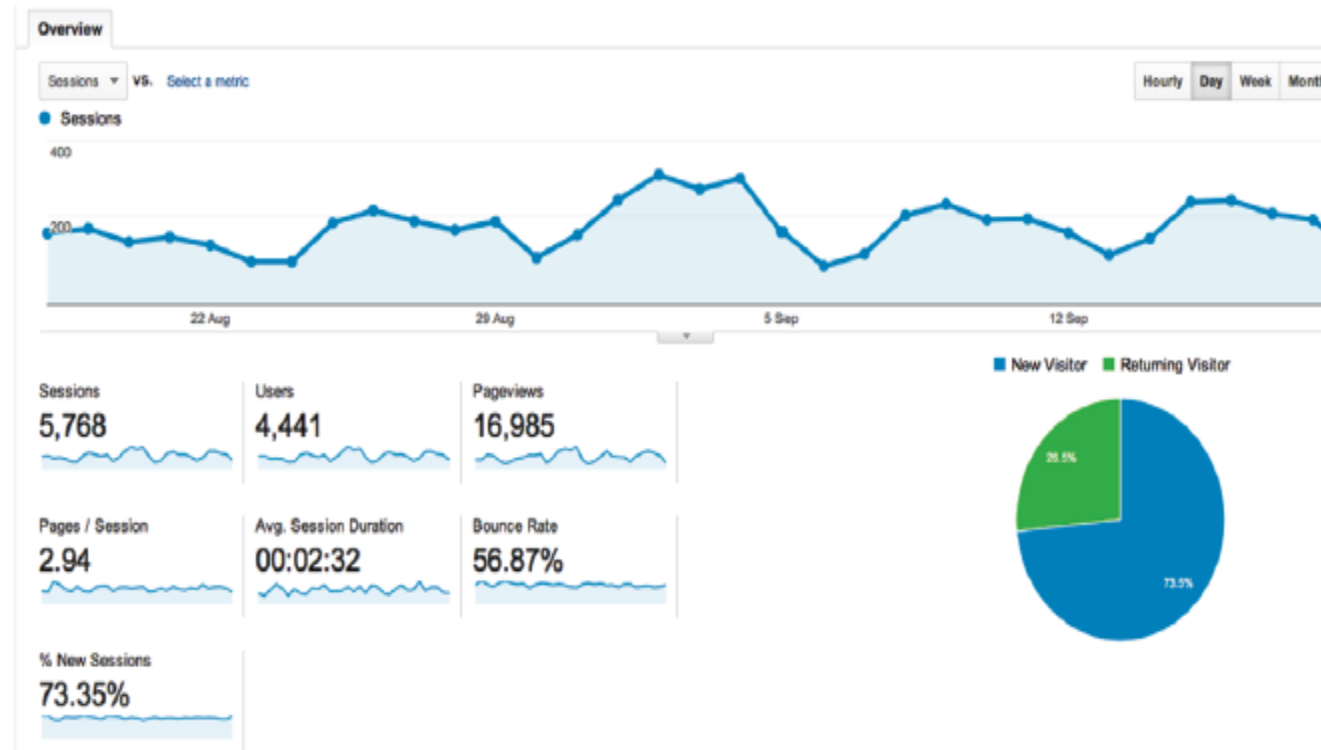 Overview
Sessions VS. Select a metric
Hourly Day Week Mont
Sessions
400
200
22 Aug 29 Aug 5 Sep 12 Sep
New Visitor Returning Visitor
Sessions Users Pageviews
5,768 4,441 16,985
26.5%
Pages / Session Avg. Session Duration Bounce Rate
2.94 00:02:32 56.87%
73.5%
% New Sessions
73.35%